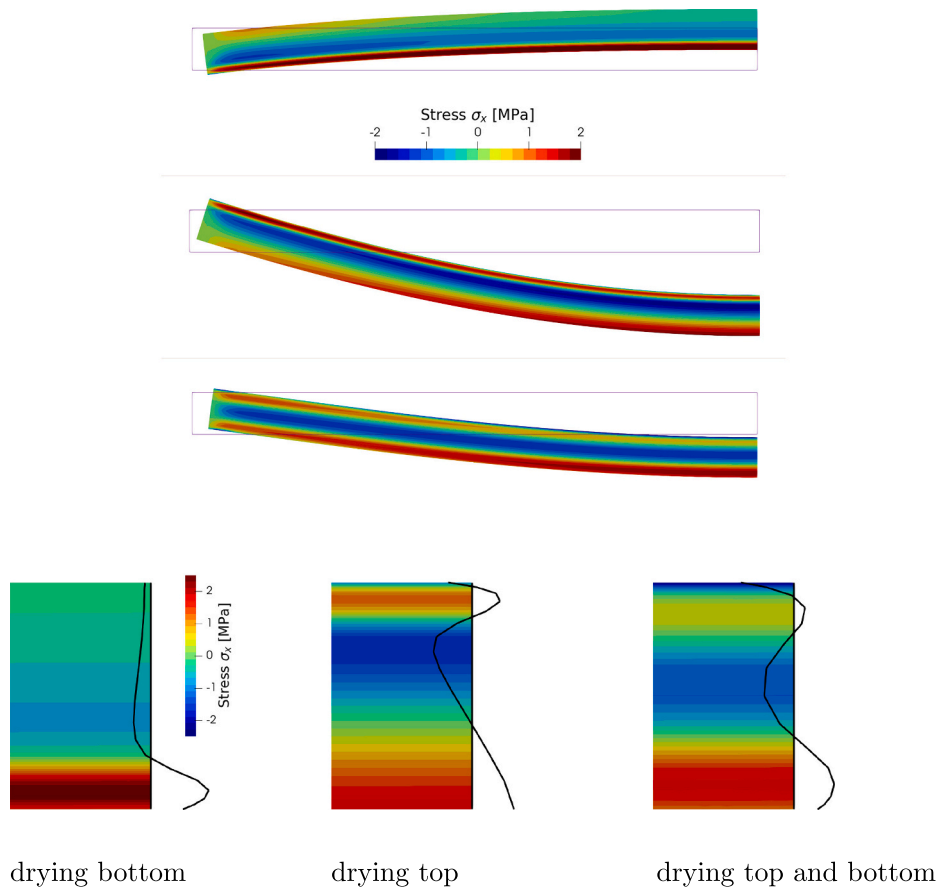 Stress σx [MPa]
-2 -1 0 1 2
2
1
0
-1
-2
Stress σx [MPa]
drying bottom
drying top
drying top and bottom